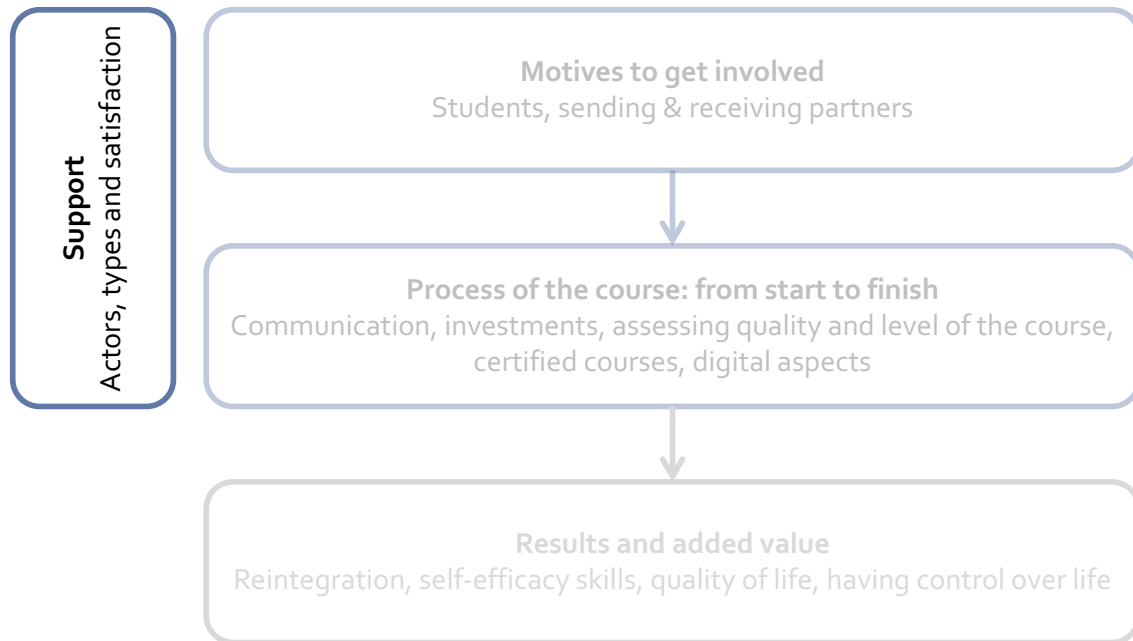 Support
Actors, types and satisfaction
Motives to get involved
Students, sending & receiving partners
Process of the course: from start to finish
Communication, investments, assessing quality and level of the course,
certified courses, digital aspects
Results and added value
Reintegration, self-efficacy skills, quality of life, having control over life